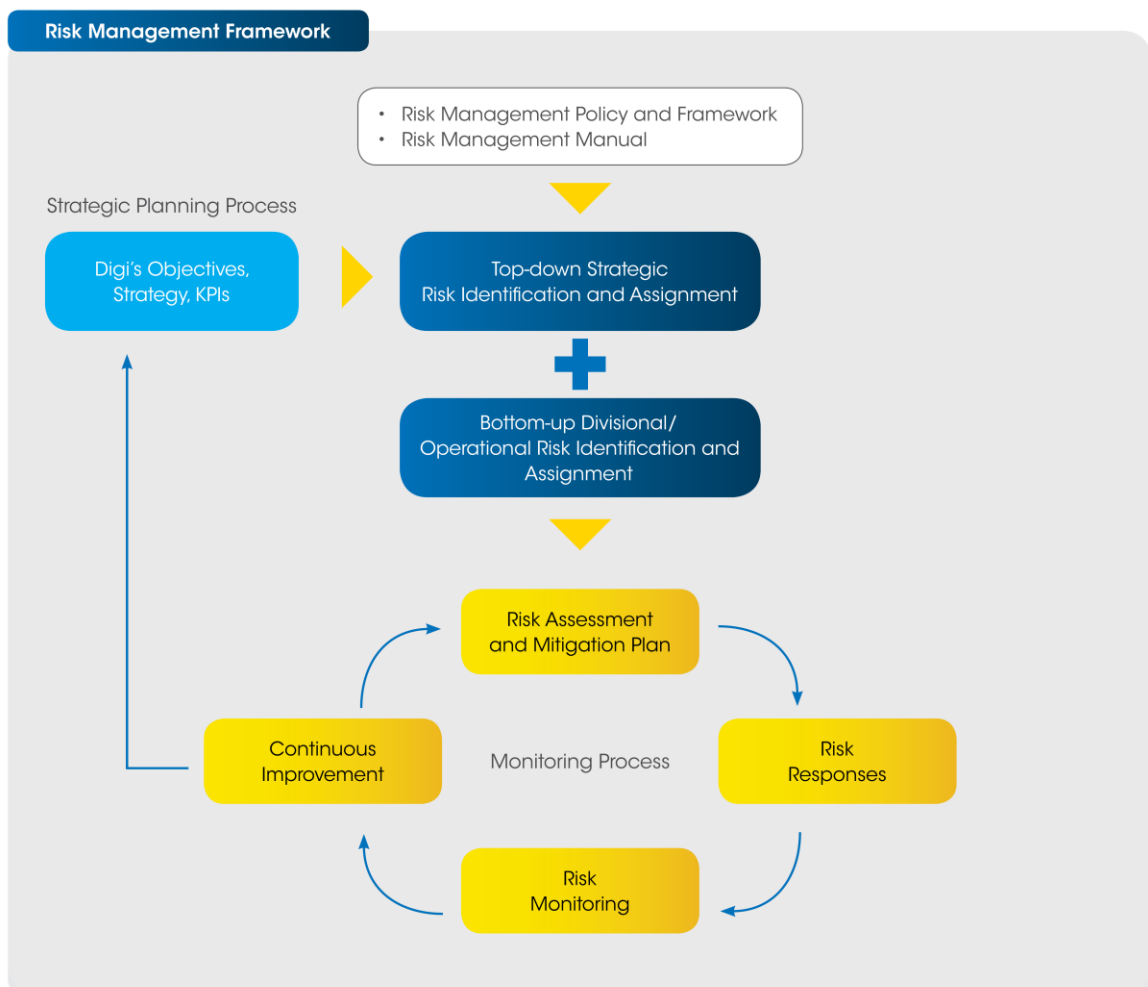 Risk Management Framework
• Risk Management Policy and Framework
• Risk Management Manual
Strategic Planning Process
Digi’s Objectives,
Strategy, KPIs
Top-down Strategic
Risk Identification and Assignment
Bottom-up Divisional/
Operational Risk Identification and
Assignment
Risk Assessment
and Mitigation Plan
Continuous
Improvement
Monitoring Process
Risk
Responses
Risk
Monitoring